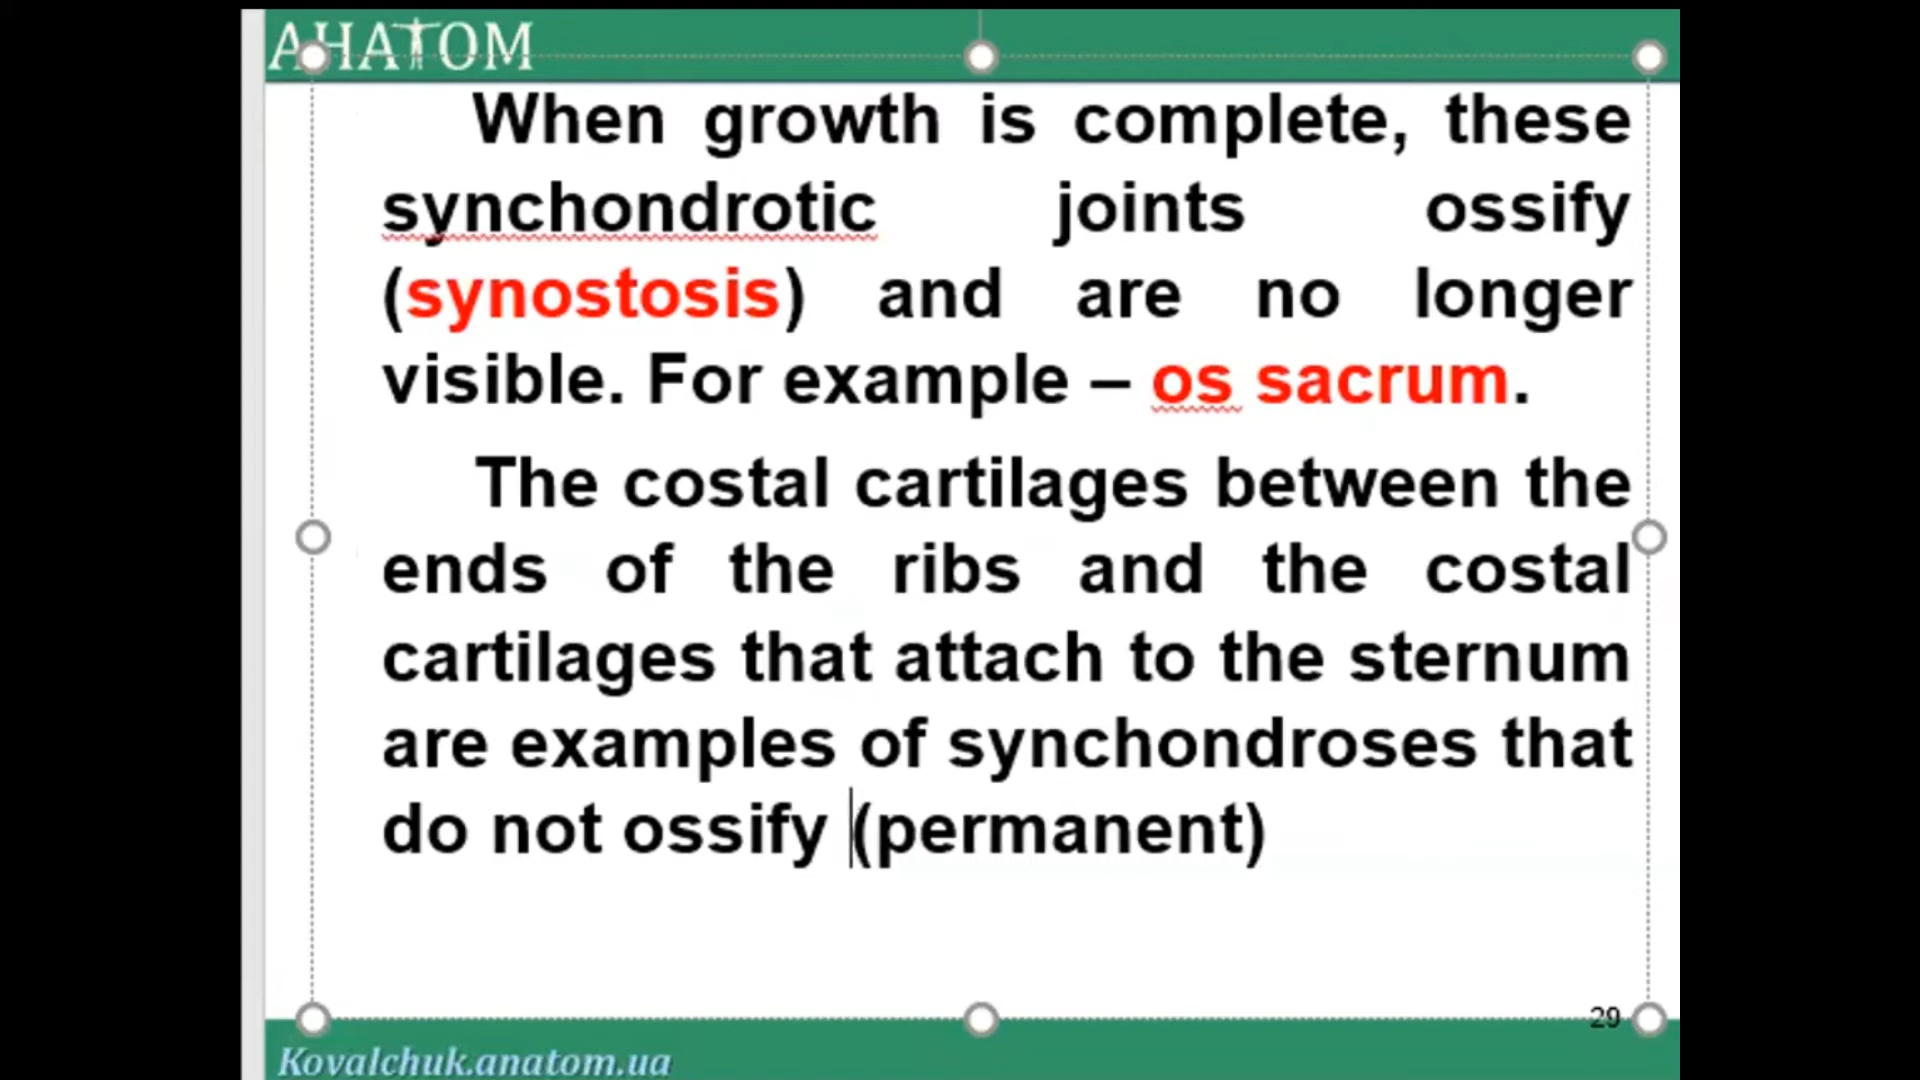 АНАТОМ
When growth is complete, these
synchondrotic joints ossify
(synostosis) and are no longer
visible. For example – os sacrum.
The costal cartilages between the
ends of the ribs and the costal
cartilages that attach to the sternum
are examples of synchondroses that
do not ossify (permanent)
29
Kovalchuk.anatom.ua